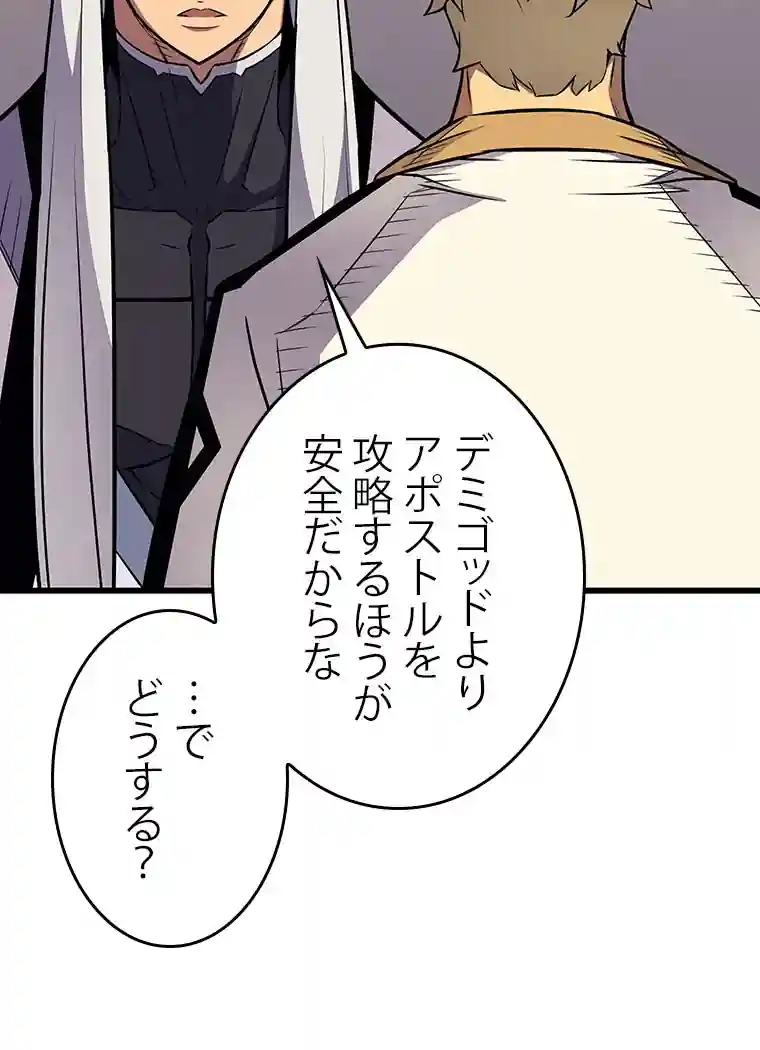 デミゴッドより
アポストルを
攻略するほうが
安全だからな
…で
どうする?